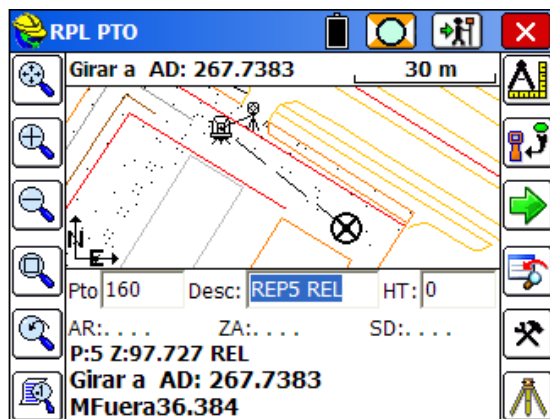 RPL PTO
Girar a AD: 267.7383 30 m
N
E
Pto 160 Desc: REP5 REL HT: 0
AR:. . . . ZA:. . . . SD:. . . .
P:5 Z:97.727 REL
Girar a AD: 267.7383
MFuera36.384